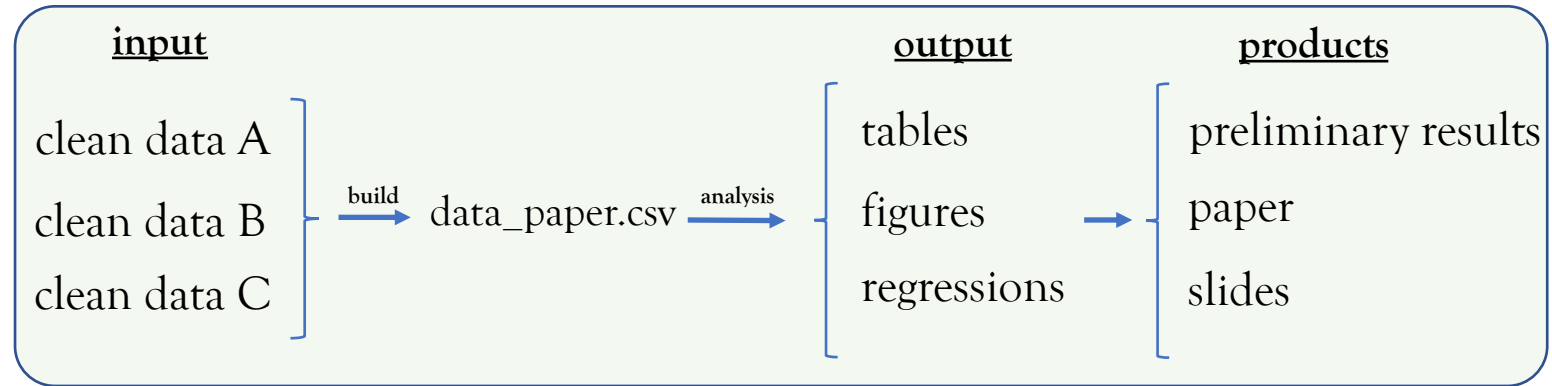 input
clean data A
clean data B
clean data C
build
data_paper.csv
analysis
output
tables
figures
regressions
products
preliminary results
paper
slides